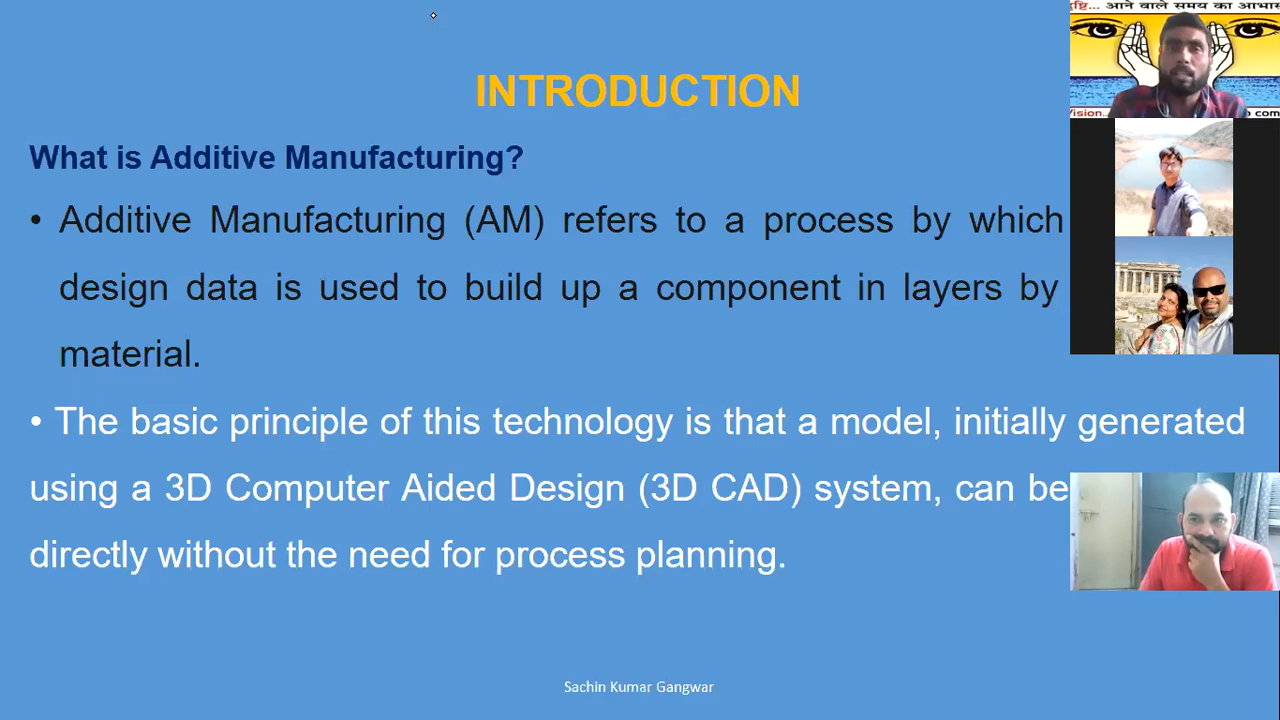 INTRODUCTION
What is Additive Manufacturing?
• Additive Manufacturing (AM) refers to a process by which
design data is used to build up a component in layers by
material.
• The basic principle of this technology is that a model, initially generated
using a 3D Computer Aided Design (3D CAD) system, can be
directly without the need for process planning.
Sachin Kumar Gangwar
आने वाले समय का